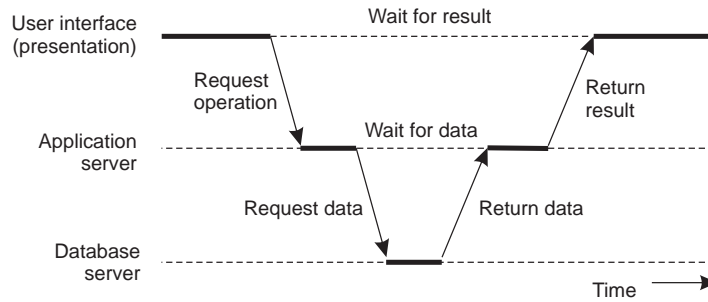 User interface
(presentation)
Wait for result
Request
operation
Return
result
Application
server
Wait for data
Request data
Return data
Database
server
Time